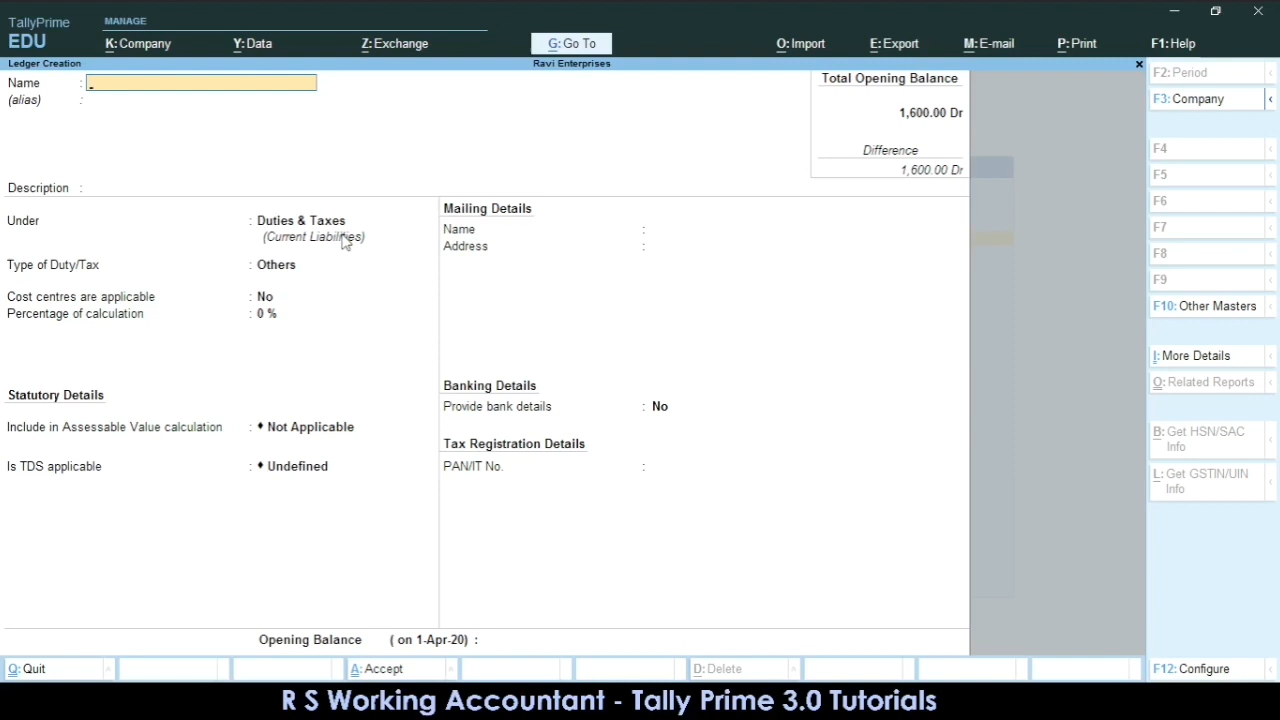 TallyPrime
EDU
MANAGE
K: Company
Y: Data
Z: Exchange
G: Go To
O: Import
E: Export
M: E-mail
P: Print
F1: Help
Ledger Creation
Ravi Enterprises
Name :
(alias) :
Total Opening Balance
1,600.00 Dr
Difference
1,600.00 Dr
Description :
Under : Duties & Taxes
(Current Liabilities)
Type of Duty/Tax : Others
Cost centres are applicable : No
Percentage of calculation : 0 %
Statutory Details
Include in Assessable Value calculation : ♦ Not Applicable
Is TDS applicable : ♦ Undefined
Mailing Details
Name :
Address :
Banking Details
Provide bank details : No
Tax Registration Details
PAN/IT No. :
Opening Balance ( on 1-Apr-20) :
F2: Period
F3: Company
F4
F5
F6
F7
F8
F9
F10: Other Masters
I: More Details
O: Related Reports
B: Get HSN/SAC
Info
L: Get GSTIN/UIN
Info
Q: Quit
A: Accept
D: Delete
F12: Configure
R S Working Accountant - Tally Prime 3.0 Tutorials